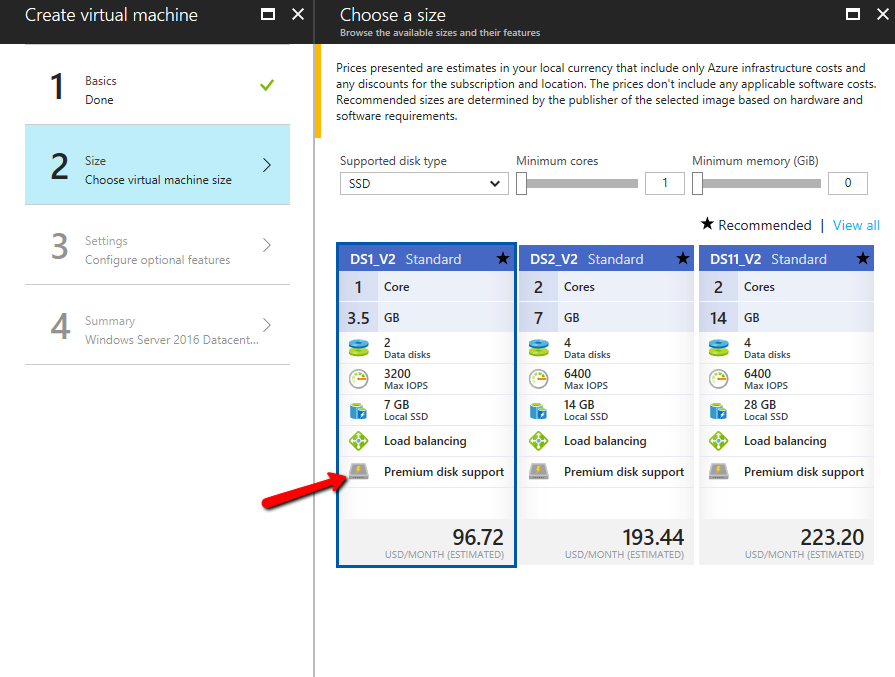 Create virtual machine
1
Basics
Done
2
Size
Choose virtual machine size
3
Settings
Configure optional features
4
Summary
Windows Server 2016 Datacent...
Choose a size
Browse the available sizes and their features
Prices presented are estimates in your local currency that include only Azure infrastructure costs and
any discounts for the subscription and location. The prices don't include any applicable software costs.
Recommended sizes are determined by the publisher of the selected image based on hardware and
software requirements.
Supported disk type
SSD
Minimum cores
1
Minimum memory (GiB)
0
★ Recommended | View all
DS1_V2 Standard ★
1 Core
3.5 GB
2
Data disks
3200
Max IOPS
7 GB
Local SSD
Load balancing
Premium disk support
96.72
USD/MONTH (ESTIMATED)
DS2_V2 Standard ★
2 Cores
7 GB
4
Data disks
6400
Max IOPS
14 GB
Local SSD
Load balancing
Premium disk support
193.44
USD/MONTH (ESTIMATED)
DS11_V2 Standard ★
2 Cores
14 GB
4
Data disks
6400
Max IOPS
28 GB
Local SSD
Load balancing
Premium disk support
223.20
USD/MONTH (ESTIMATED)